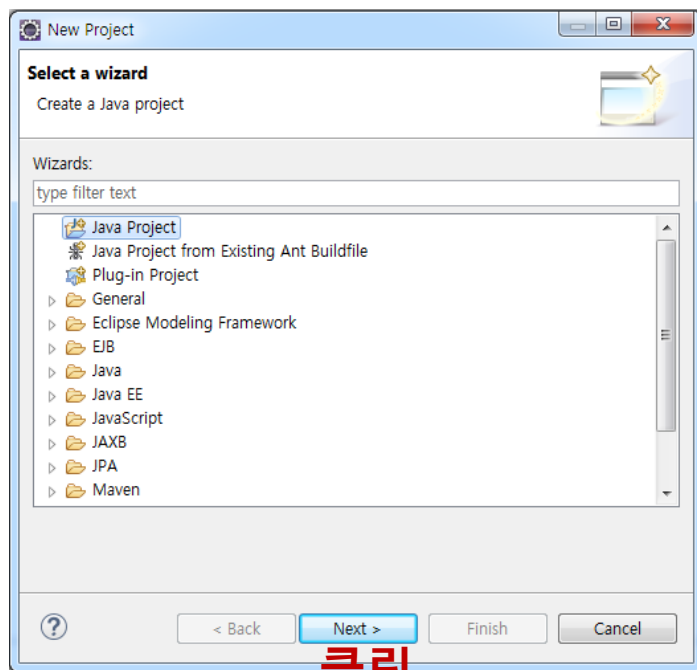 New Project
Select a wizard
Create a Java project
Wizards:
type filter text
Java Project
Java Project from Existing Ant Buildfile
Plug-in Project
General
Eclipse Modeling Framework
EJB
Java
Java EE
JavaScript
JAXB
JPA
Maven
? < Back Next > Finish Cancel